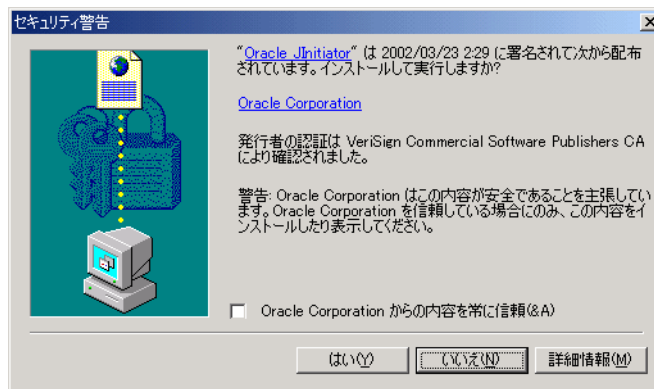 セキュリティ警告
"Oracle JInitiator" は 2002/03/23 2:29 に署名されて次から配布
されています。インストールして実行しますか?
Oracle Corporation
発行者の認証は VeriSign Commercial Software Publishers CA
により確認されました。
警告: Oracle Corporation はこの内容が安全であることを主張してい
ます。Oracle Corporation を信頼している場合にのみ、この内容をイ
ンストールしたり表示してください。
Oracle Corporation からの内容を常に信頼(&A)
はい(Y)
いいえ(N)
詳細情報(M)